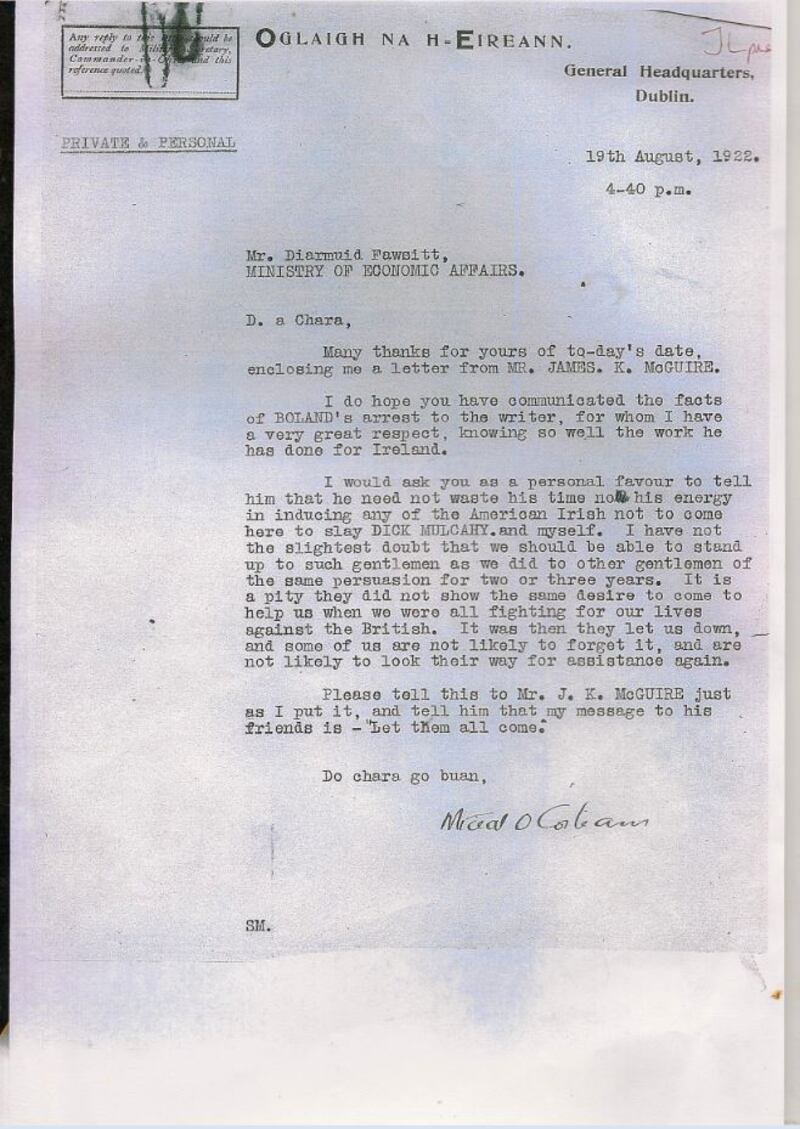 Any reply to this should be
addressed to Military Secretary,
Commander-in-Chief and this
reference quoted.
OGLAIGH NA H-EIREANN.
General Headquarters,
Dublin.
PRIVATE & PERSONAL
19th August, 1922.
4-40 p.m.
Mr. Diarmuid Fawsitt,
MINISTRY OF ECONOMIC AFFAIRS.
D. a Chara,
Many thanks for yours of to-day's date,
enclosing me a letter from MR. JAMES. K. McGUIRE.
I do hope you have communicated the facts
of BOLAND's arrest to the writer, for whom I have
a very great respect, knowing so well the work he
has done for Ireland.
I would ask you as a personal favour to tell
him that he need not waste his time nor his energy
in inducing any of the American Irish not to come
here to slay DICK MULCAHY.and myself. I have not
the slightest doubt that we should be able to stand
up to such gentlemen as we did to other gentlemen of
the same persuasion for two or three years. It is
a pity they did not show the same desire to come to
help us when we were all fighting for our lives
against the British. It was then they let us down,
and some of us are not likely to forget it, and are
not likely to look their way for assistance again.
Please tell this to Mr. J. K. McGUIRE just
as I put it, and tell him that my message to his
friends is - "Let them all come."
Do chara go buan,
Míceál O Coileain
SM.